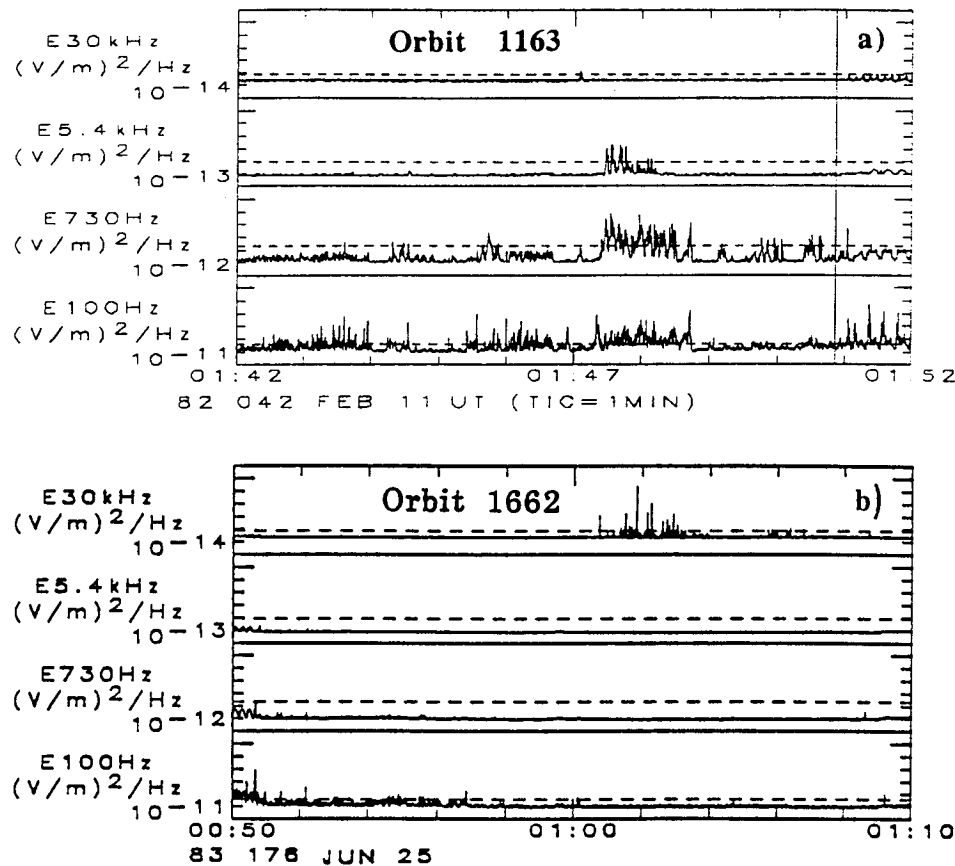 Orbit 1163 a)
E30kHz
(V/m)2/Hz
10-14
E5.4kHz
(V/m)2/Hz
10-13
E730Hz
(V/m)2/Hz
10-12
E100Hz
(V/m)2/Hz
10-11
01:42 01:47 01:52
82 042 FEB 11 UT (TIC=1MIN)
Orbit 1662 b)
E30kHz
(V/m)2/Hz
10-14
E5.4kHz
(V/m)2/Hz
10-13
E730Hz
(V/m)2/Hz
10-12
E100Hz
(V/m)2/Hz
10-11
00:50 01:00 01:10
83 176 JUN 25